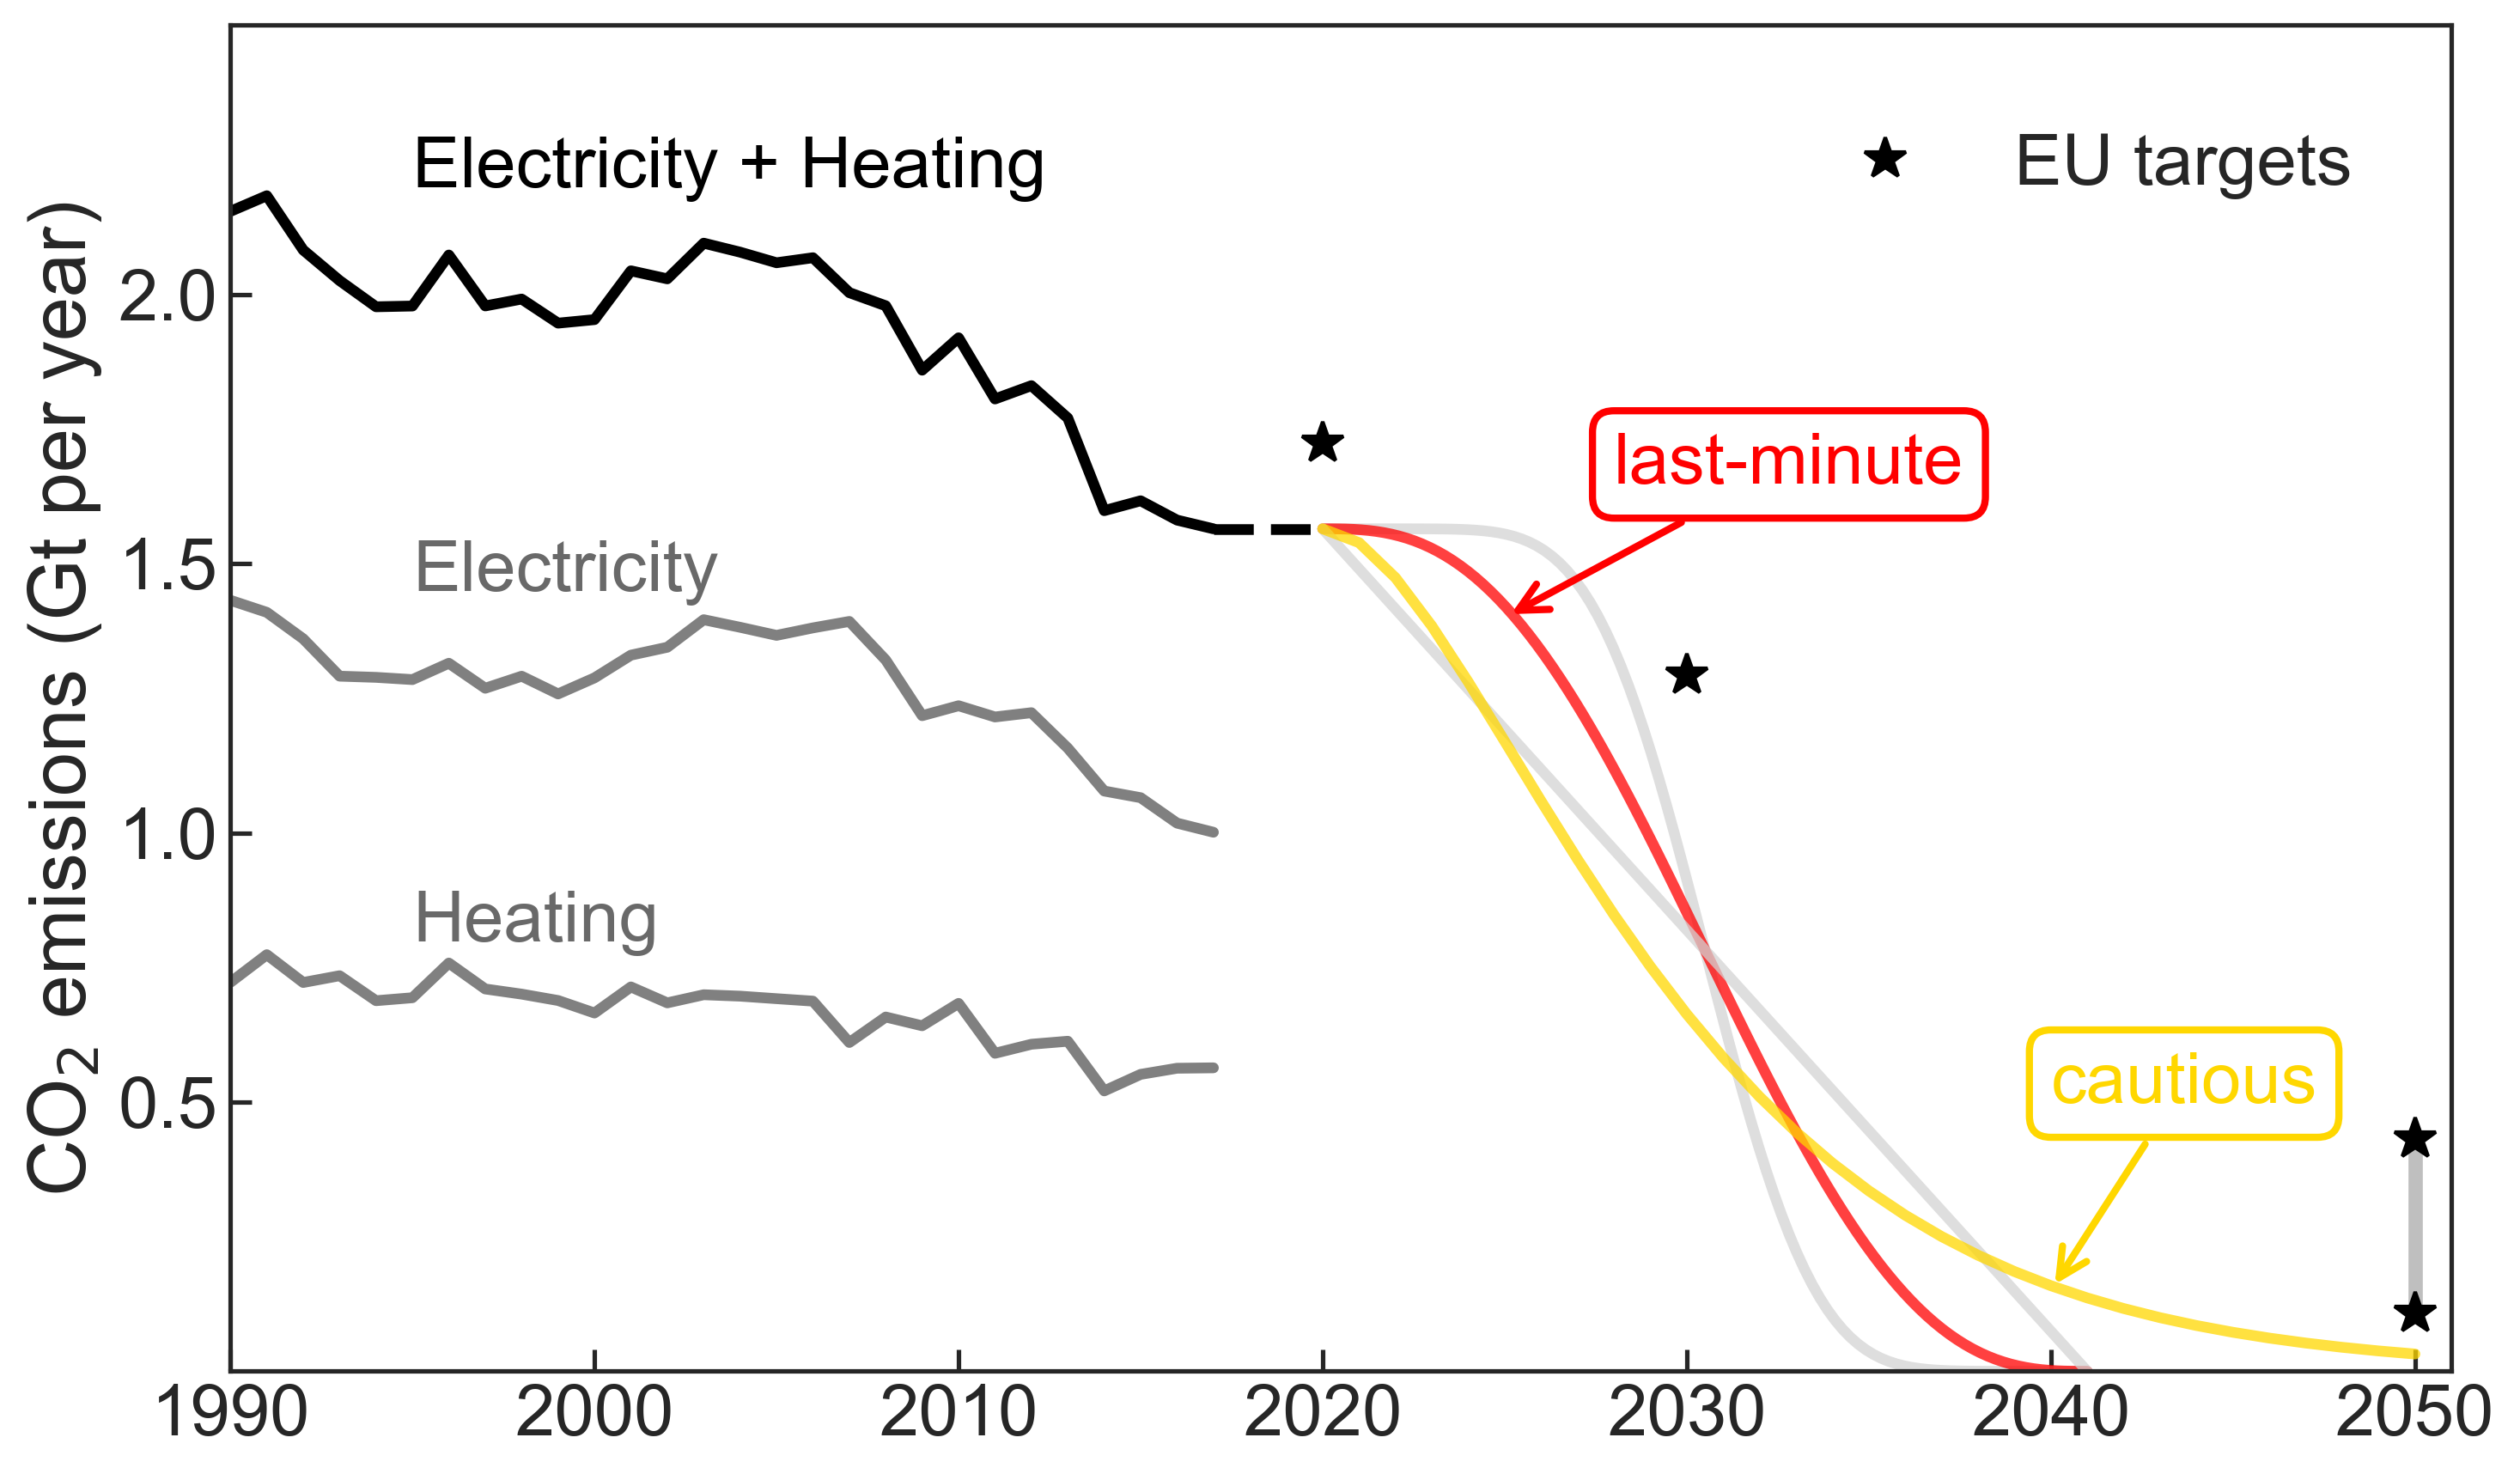 Electricity + Heating
EU targets
CO₂ emissions (Gt per year)
2.0
last-minute
1.5
Electricity
1.0
Heating
cautious
0.5
1990 2000 2010 2020 2030 2040 2050